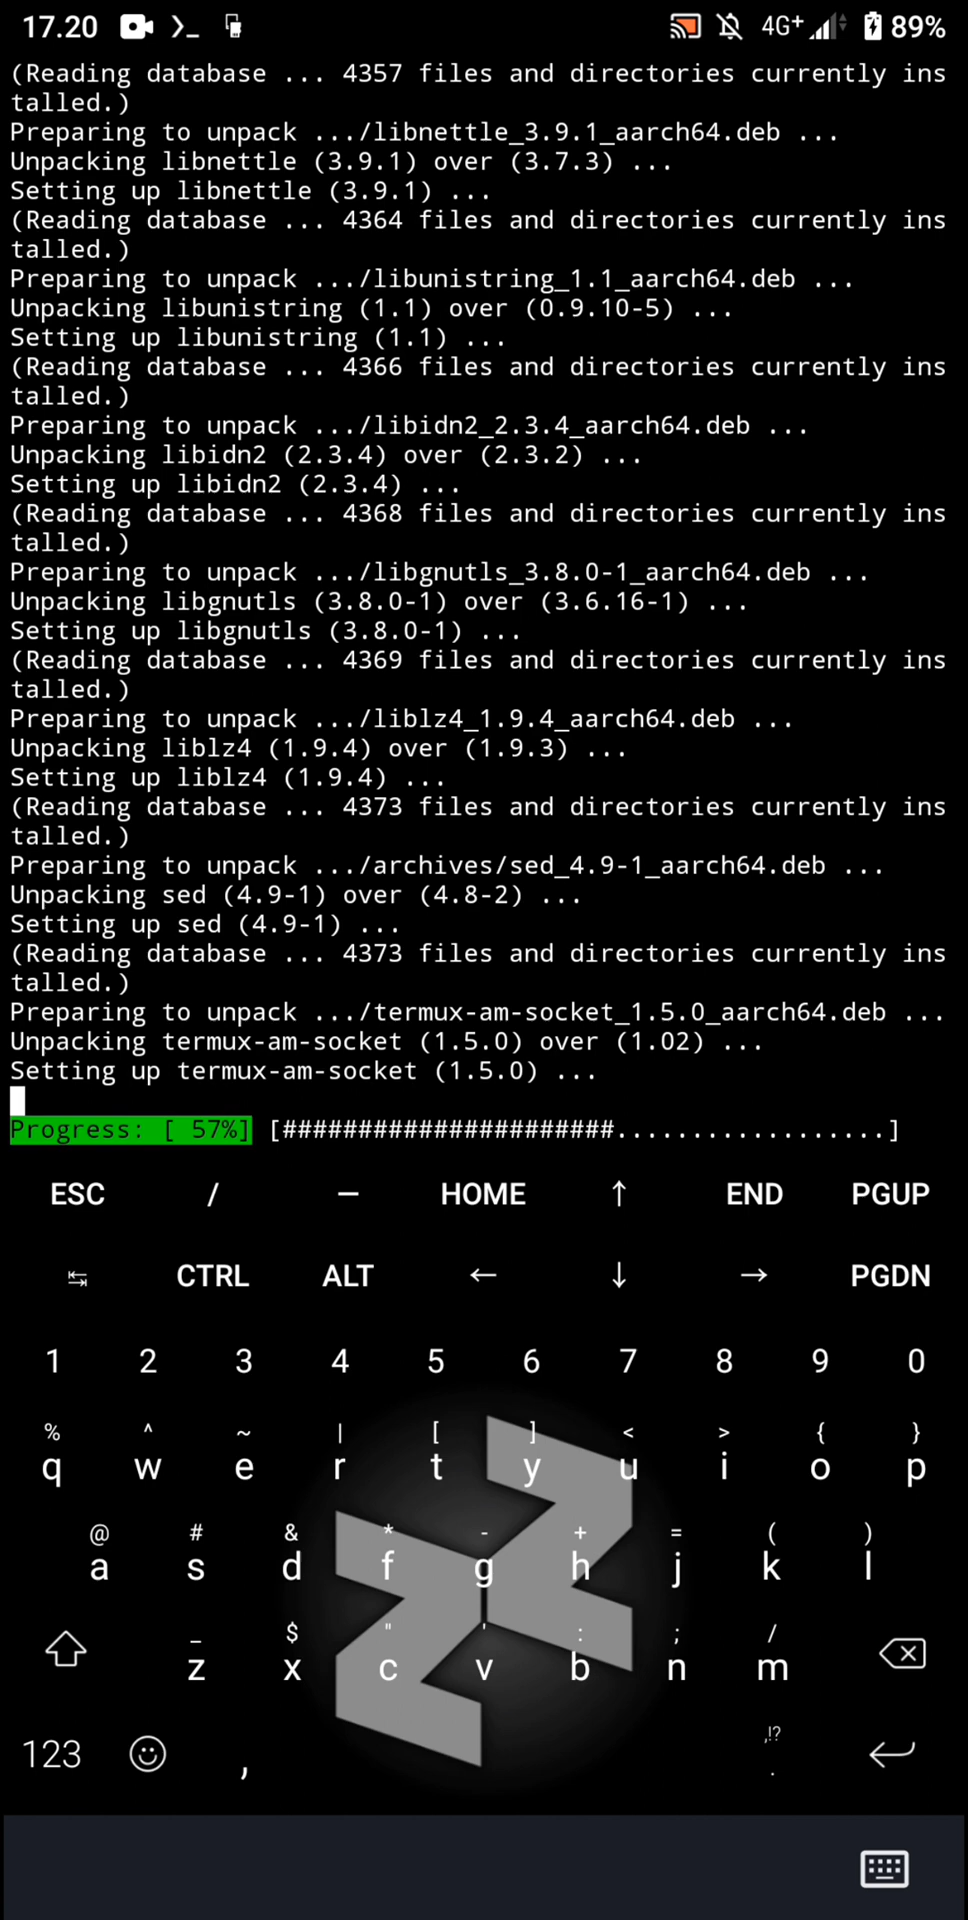 17.20 4G+ 89%
(Reading database ... 4357 files and directories currently ins
talled.)
Preparing to unpack .../libnettle_3.9.1_aarch64.deb ...
Unpacking libnettle (3.9.1) over (3.7.3) ...
Setting up libnettle (3.9.1) ...
(Reading database ... 4364 files and directories currently ins
talled.)
Preparing to unpack .../libunistring_1.1_aarch64.deb ...
Unpacking libunistring (1.1) over (0.9.10-5) ...
Setting up libunistring (1.1) ...
(Reading database ... 4366 files and directories currently ins
talled.)
Preparing to unpack .../libidn2_2.3.4_aarch64.deb ...
Unpacking libidn2 (2.3.4) over (2.3.2) ...
Setting up libidn2 (2.3.4) ...
(Reading database ... 4368 files and directories currently ins
talled.)
Preparing to unpack .../libgnutls_3.8.0-1_aarch64.deb ...
Unpacking libgnutls (3.8.0-1) over (3.6.16-1) ...
Setting up libgnutls (3.8.0-1) ...
(Reading database ... 4369 files and directories currently ins
talled.)
Preparing to unpack .../liblz4_1.9.4_aarch64.deb ...
Unpacking liblz4 (1.9.4) over (1.9.3) ...
Setting up liblz4 (1.9.4) ...
(Reading database ... 4373 files and directories currently ins
talled.)
Preparing to unpack .../archives/sed_4.9-1_aarch64.deb ...
Unpacking sed (4.9-1) over (4.8-2) ...
Setting up sed (4.9-1) ...
(Reading database ... 4373 files and directories currently ins
talled.)
Preparing to unpack .../termux-am-socket_1.5.0_aarch64.deb ...
Unpacking termux-am-socket (1.5.0) over (1.02) ...
Setting up termux-am-socket (1.5.0) ...
Progress: [ 57%] [######################..................]
ESC / — HOME ↑ END PGUP
↹ CTRL ALT ← ↓ → PGDN
1 2 3 4 5 6 7 8 9 0
% ^ ~ | [ ] < > { }
q w e r t y u i o p
@ # & * - + = ( )
a s d f g h j k l
_ $ " ' : ; /
z x c v b n m
,!?
123 , .